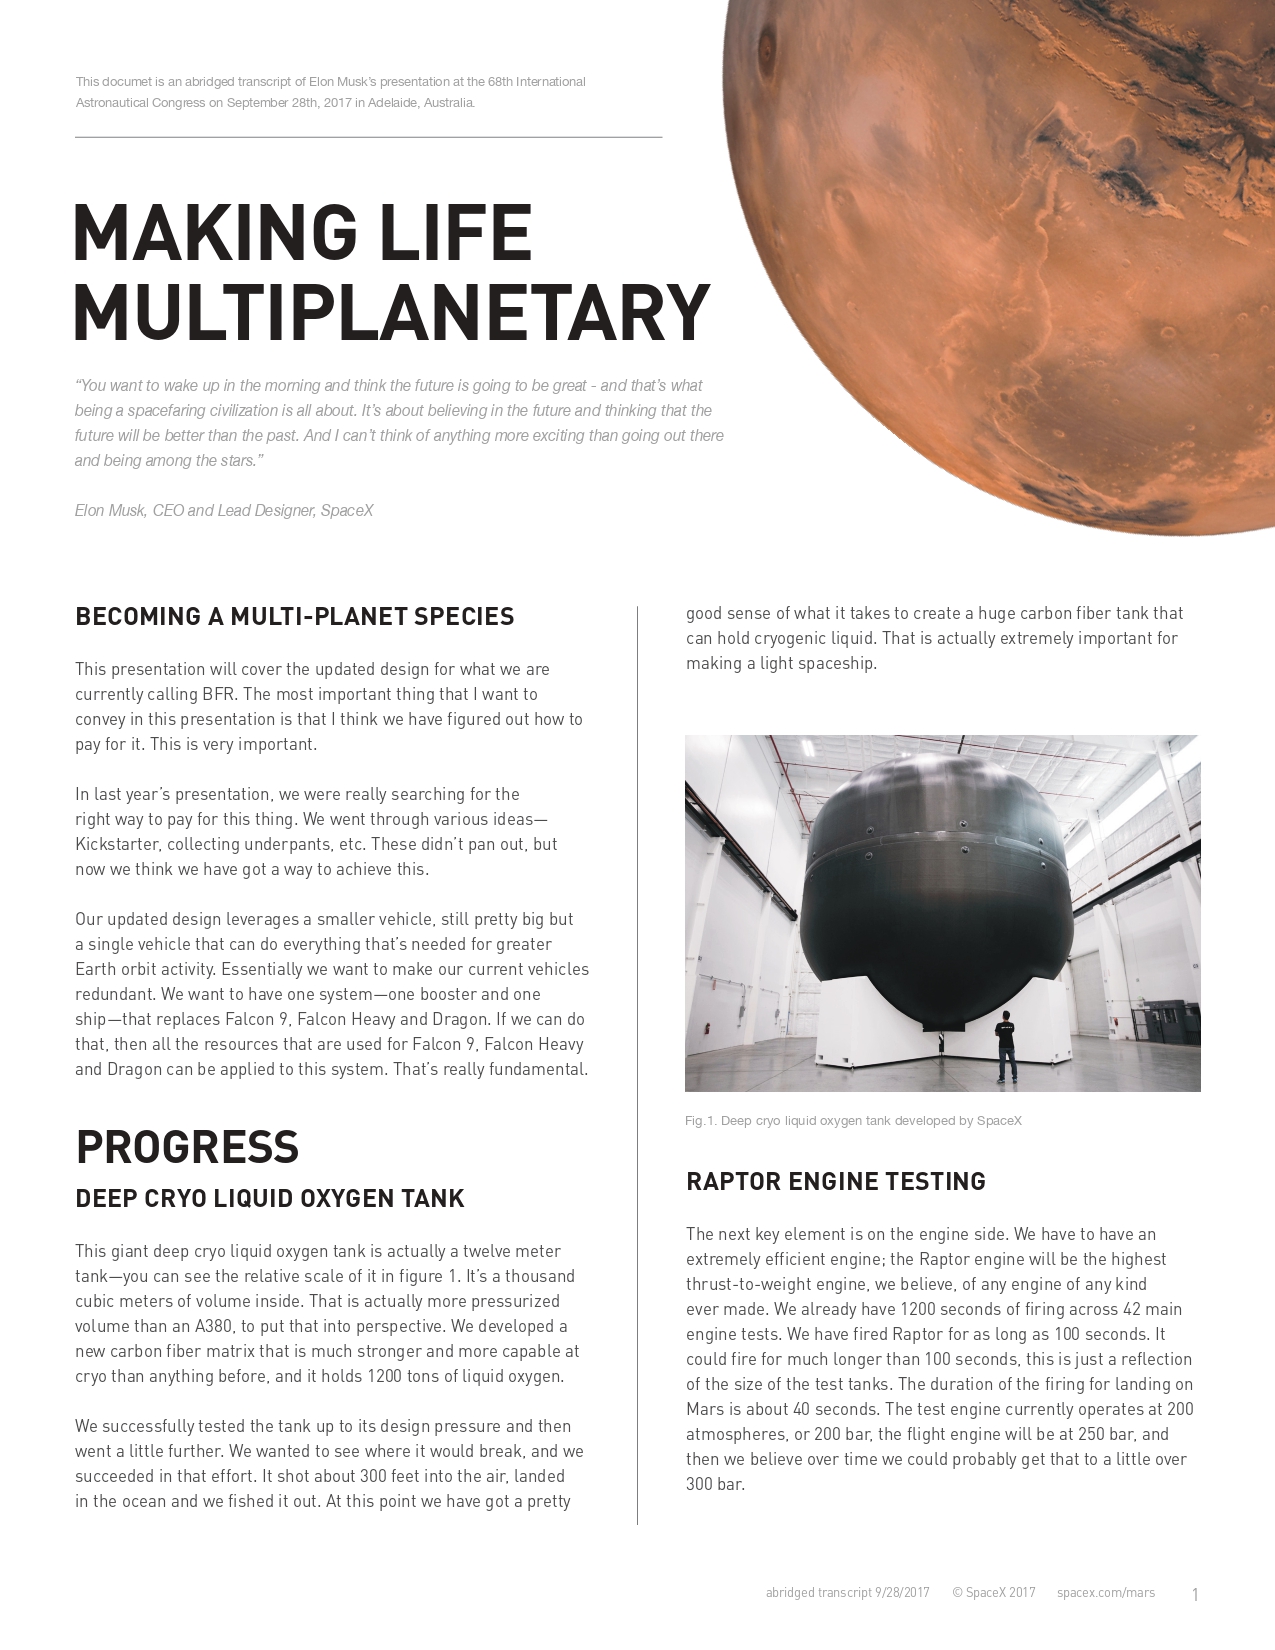 This documet is an abridged transcript of Elon Musk's presentation at the 68th International
Astronautical Congress on September 28th, 2017 in Adelaide, Australia.
MAKING LIFE
MULTIPLANETARY
“You want to wake up in the morning and think the future is going to be great - and that’s what
being a spacefaring civilization is all about. It’s about believing in the future and thinking that the
future will be better than the past. And I can’t think of anything more exciting than going out there
and being among the stars.”
Elon Musk, CEO and Lead Designer, SpaceX
BECOMING A MULTI-PLANET SPECIES
This presentation will cover the updated design for what we are
currently calling BFR. The most important thing that I want to
convey in this presentation is that I think we have figured out how to
pay for it. This is very important.
In last year’s presentation, we were really searching for the
right way to pay for this thing. We went through various ideas—
Kickstarter, collecting underpants, etc. These didn’t pan out, but
now we think we have got a way to achieve this.
Our updated design leverages a smaller vehicle, still pretty big but
a single vehicle that can do everything that’s needed for greater
Earth orbit activity. Essentially we want to make our current vehicles
redundant. We want to have one system—one booster and one
ship—that replaces Falcon 9, Falcon Heavy and Dragon. If we can do
that, then all the resources that are used for Falcon 9, Falcon Heavy
and Dragon can be applied to this system. That’s really fundamental.
PROGRESS
DEEP CRYO LIQUID OXYGEN TANK
This giant deep cryo liquid oxygen tank is actually a twelve meter
tank—you can see the relative scale of it in figure 1. It’s a thousand
cubic meters of volume inside. That is actually more pressurized
volume than an A380, to put that into perspective. We developed a
new carbon fiber matrix that is much stronger and more capable at
cryo than anything before, and it holds 1200 tons of liquid oxygen.
We successfully tested the tank up to its design pressure and then
went a little further. We wanted to see where it would break, and we
succeeded in that effort. It shot about 300 feet into the air, landed
in the ocean and we fished it out. At this point we have got a pretty
good sense of what it takes to create a huge carbon fiber tank that
can hold cryogenic liquid. That is actually extremely important for
making a light spaceship.
Fig.1. Deep cryo liquid oxygen tank developed by SpaceX
RAPTOR ENGINE TESTING
The next key element is on the engine side. We have to have an
extremely efficient engine; the Raptor engine will be the highest
thrust-to-weight engine, we believe, of any engine of any kind
ever made. We already have 1200 seconds of firing across 42 main
engine tests. We have fired Raptor for as long as 100 seconds. It
could fire for much longer than 100 seconds, this is just a reflection
of the size of the test tanks. The duration of the firing for landing on
Mars is about 40 seconds. The test engine currently operates at 200
atmospheres, or 200 bar, the flight engine will be at 250 bar, and
then we believe over time we could probably get that to a little over
300 bar.
abridged transcript 9/28/2017 © SpaceX 2017 spacex.com/mars 1